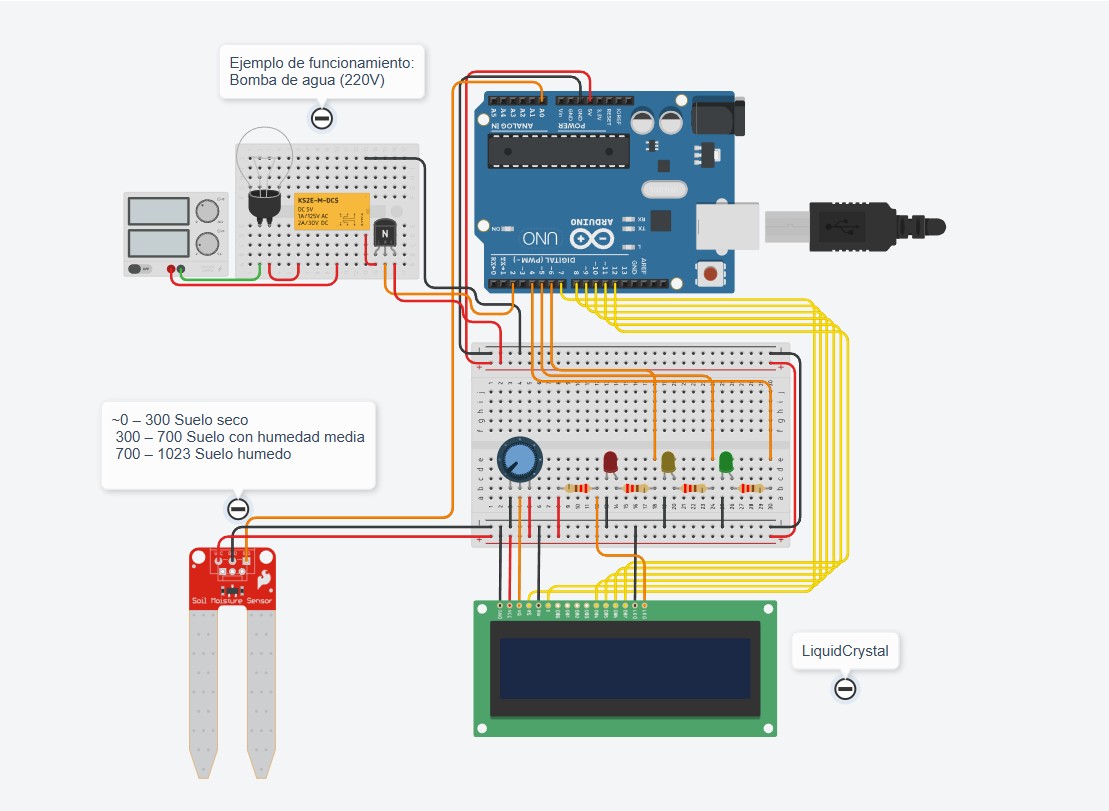 Ejemplo de funcionamiento:
Bomba de agua (220V)
KS2E-M-DC5
DC 5V
1A/125V AC
2A/30V DC
N
OFF
A5
A4
A3
A2
A1
A0
ANALOG IN
Vin
GND
GND
5V
3.3V
RESET
IOREF
POWER
ON
RX
TX
L
ARDUINO
UNO
DIGITAL (PWM~)
RX←0
TX→1
2
~3
4
~5
~6
7
8
~9
~10
~11
12
13
GND
AREF
~0 – 300 Suelo seco
300 – 700 Suelo con humedad media
700 – 1023 Suelo humedo
Soil Moisture Sensor
LiquidCrystal